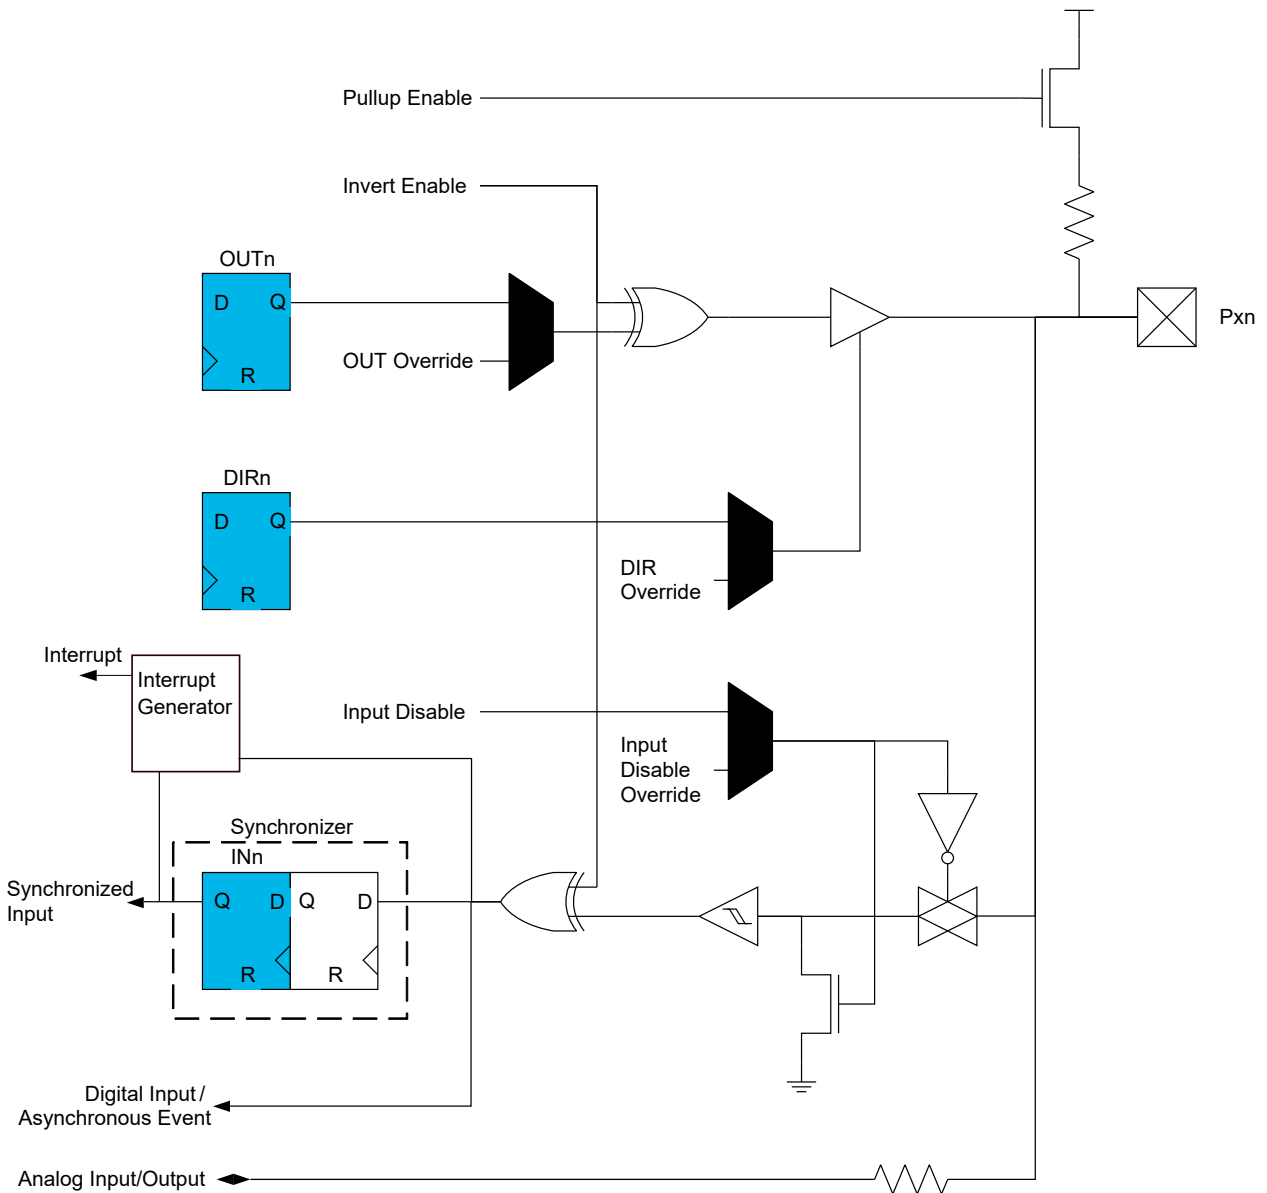 Pullup Enable
Invert Enable
OUTn
D Q
R
OUT Override
Pxn
DIRn
D Q
R
DIR
Override
Interrupt
Interrupt
Generator
Input Disable
Input
Disable
Override
Synchronizer
INn
Synchronized
Input
Q D Q D
R R
Digital Input/
Asynchronous Event
Analog Input/Output